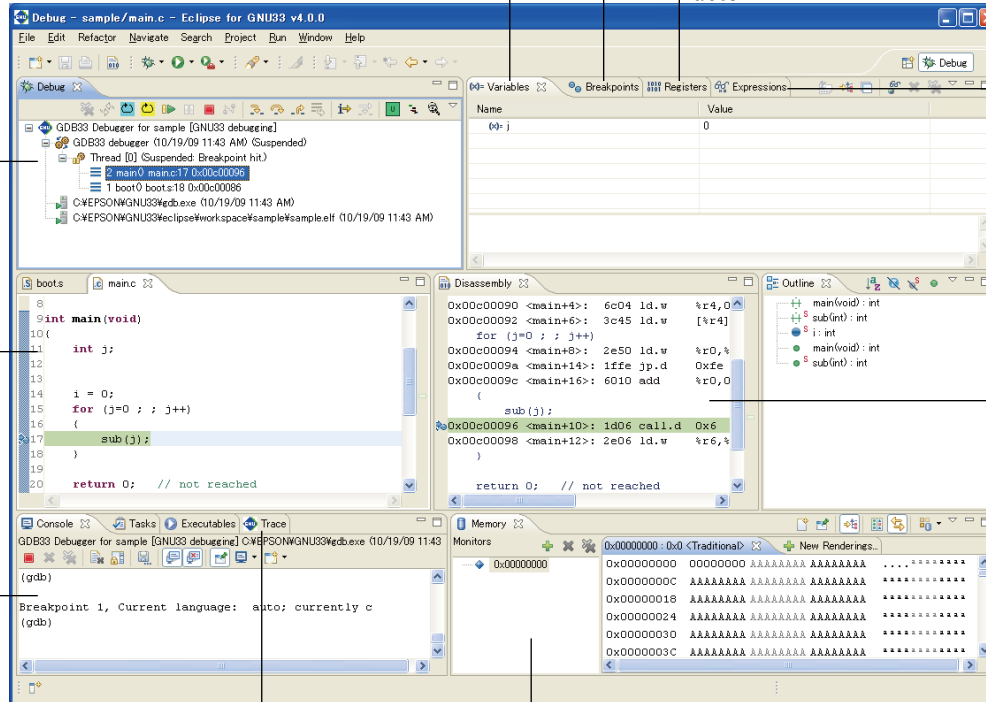 Debug - sample/main.c - Eclipse for GNU33 v4.0.0
File Edit Refactor Navigate Search Project Run Window Help
Debug
Debug
GDB33 Debugger for sample [GNU33 debugging]
GDB33 debugger (10/19/09 11:43 AM) (Suspended)
Thread [0] (Suspended: Breakpoint hit.)
2 main() main.c:17 0x00c00096
1 boot() boot.s:18 0x00c00086
C:¥EPSON¥GNU33¥gdb.exe (10/19/09 11:43 AM)
C:¥EPSON¥GNU33¥eclipse¥workspace¥sample¥sample.elf (10/19/09 11:43 AM)
(x)= Variables Breakpoints Registers Expressions
Name Value
(x)= j 0
boot.s main.c
8
9 int main(void)
10 {
11 int j;
12
13
14 i = 0;
15 for (j=0 ; ; j++)
16 {
17 sub(j);
18 }
19
20 return 0; // not reached
Disassembly
0x00c00090 <main+4>: 6c04 ld.w %r4,0
0x00c00092 <main+6>: 3c45 ld.w [%r4]
for (j=0 ; ; j++)
0x00c00094 <main+8>: 2e50 ld.w %r0,%
0x00c0009a <main+14>: 1ffe jp.d 0xfe
0x00c0009c <main+16>: 6010 add %r0,0
{
sub(j);
0x00c00096 <main+10>: 1d06 call.d 0x6
0x00c00098 <main+12>: 2e06 ld.w %r6,%
}
return 0; // not reached
Outline
main(void) : int
S sub(int) : int
S i : int
main(void) : int
S sub(int) : int
Console Tasks Executables Trace
GDB33 Debugger for sample [GNU33 debugging] C:¥EPSON¥GNU33¥gdb.exe (10/19/09 11:43
(gdb)
Breakpoint 1, Current language: auto; currently c
(gdb)
Memory
Monitors
0x00000000
0x00000000 : 0x0 <Traditional> New Renderings...
0x00000000 00000000 AAAAAAAA AAAAAAAA ....ªªªªªªªª
0x0000000C AAAAAAAA AAAAAAAA AAAAAAAA ªªªªªªªªªªªª
0x00000018 AAAAAAAA AAAAAAAA AAAAAAAA ªªªªªªªªªªªª
0x00000024 AAAAAAAA AAAAAAAA AAAAAAAA ªªªªªªªªªªªª
0x00000030 AAAAAAAA AAAAAAAA AAAAAAAA ªªªªªªªªªªªª
0x0000003C AAAAAAAA AAAAAAAA AAAAAAAA ªªªªªªªªªªªª